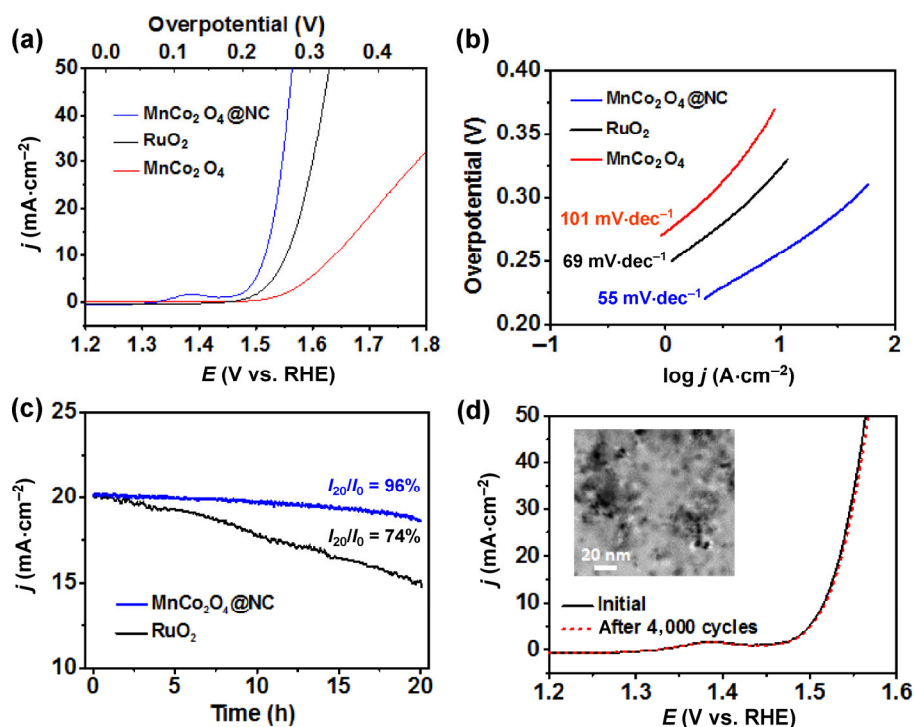 (a)
Overpotential (V)
0.0 0.1 0.2 0.3 0.4
50
40
30
20
10
0
j (mA·cm⁻²)
MnCo₂O₄@NC
RuO₂
MnCo₂O₄
1.2 1.3 1.4 1.5 1.6 1.7 1.8
E (V vs. RHE)
(b)
0.40
0.35
0.30
0.25
0.20
Overpotential (V)
MnCo₂O₄@NC
RuO₂
MnCo₂O₄
101 mV·dec⁻¹
69 mV·dec⁻¹
55 mV·dec⁻¹
−1 0 1 2
log j (A·cm⁻²)
(c)
25
20
15
10
j (mA·cm⁻²)
I₂₀/I₀ = 96%
I₂₀/I₀ = 74%
MnCo₂O₄@NC
RuO₂
0 5 10 15 20
Time (h)
(d)
50
40
30
20
10
0
j (mA·cm⁻²)
20 nm
Initial
After 4,000 cycles
1.2 1.3 1.4 1.5 1.6
E (V vs. RHE)